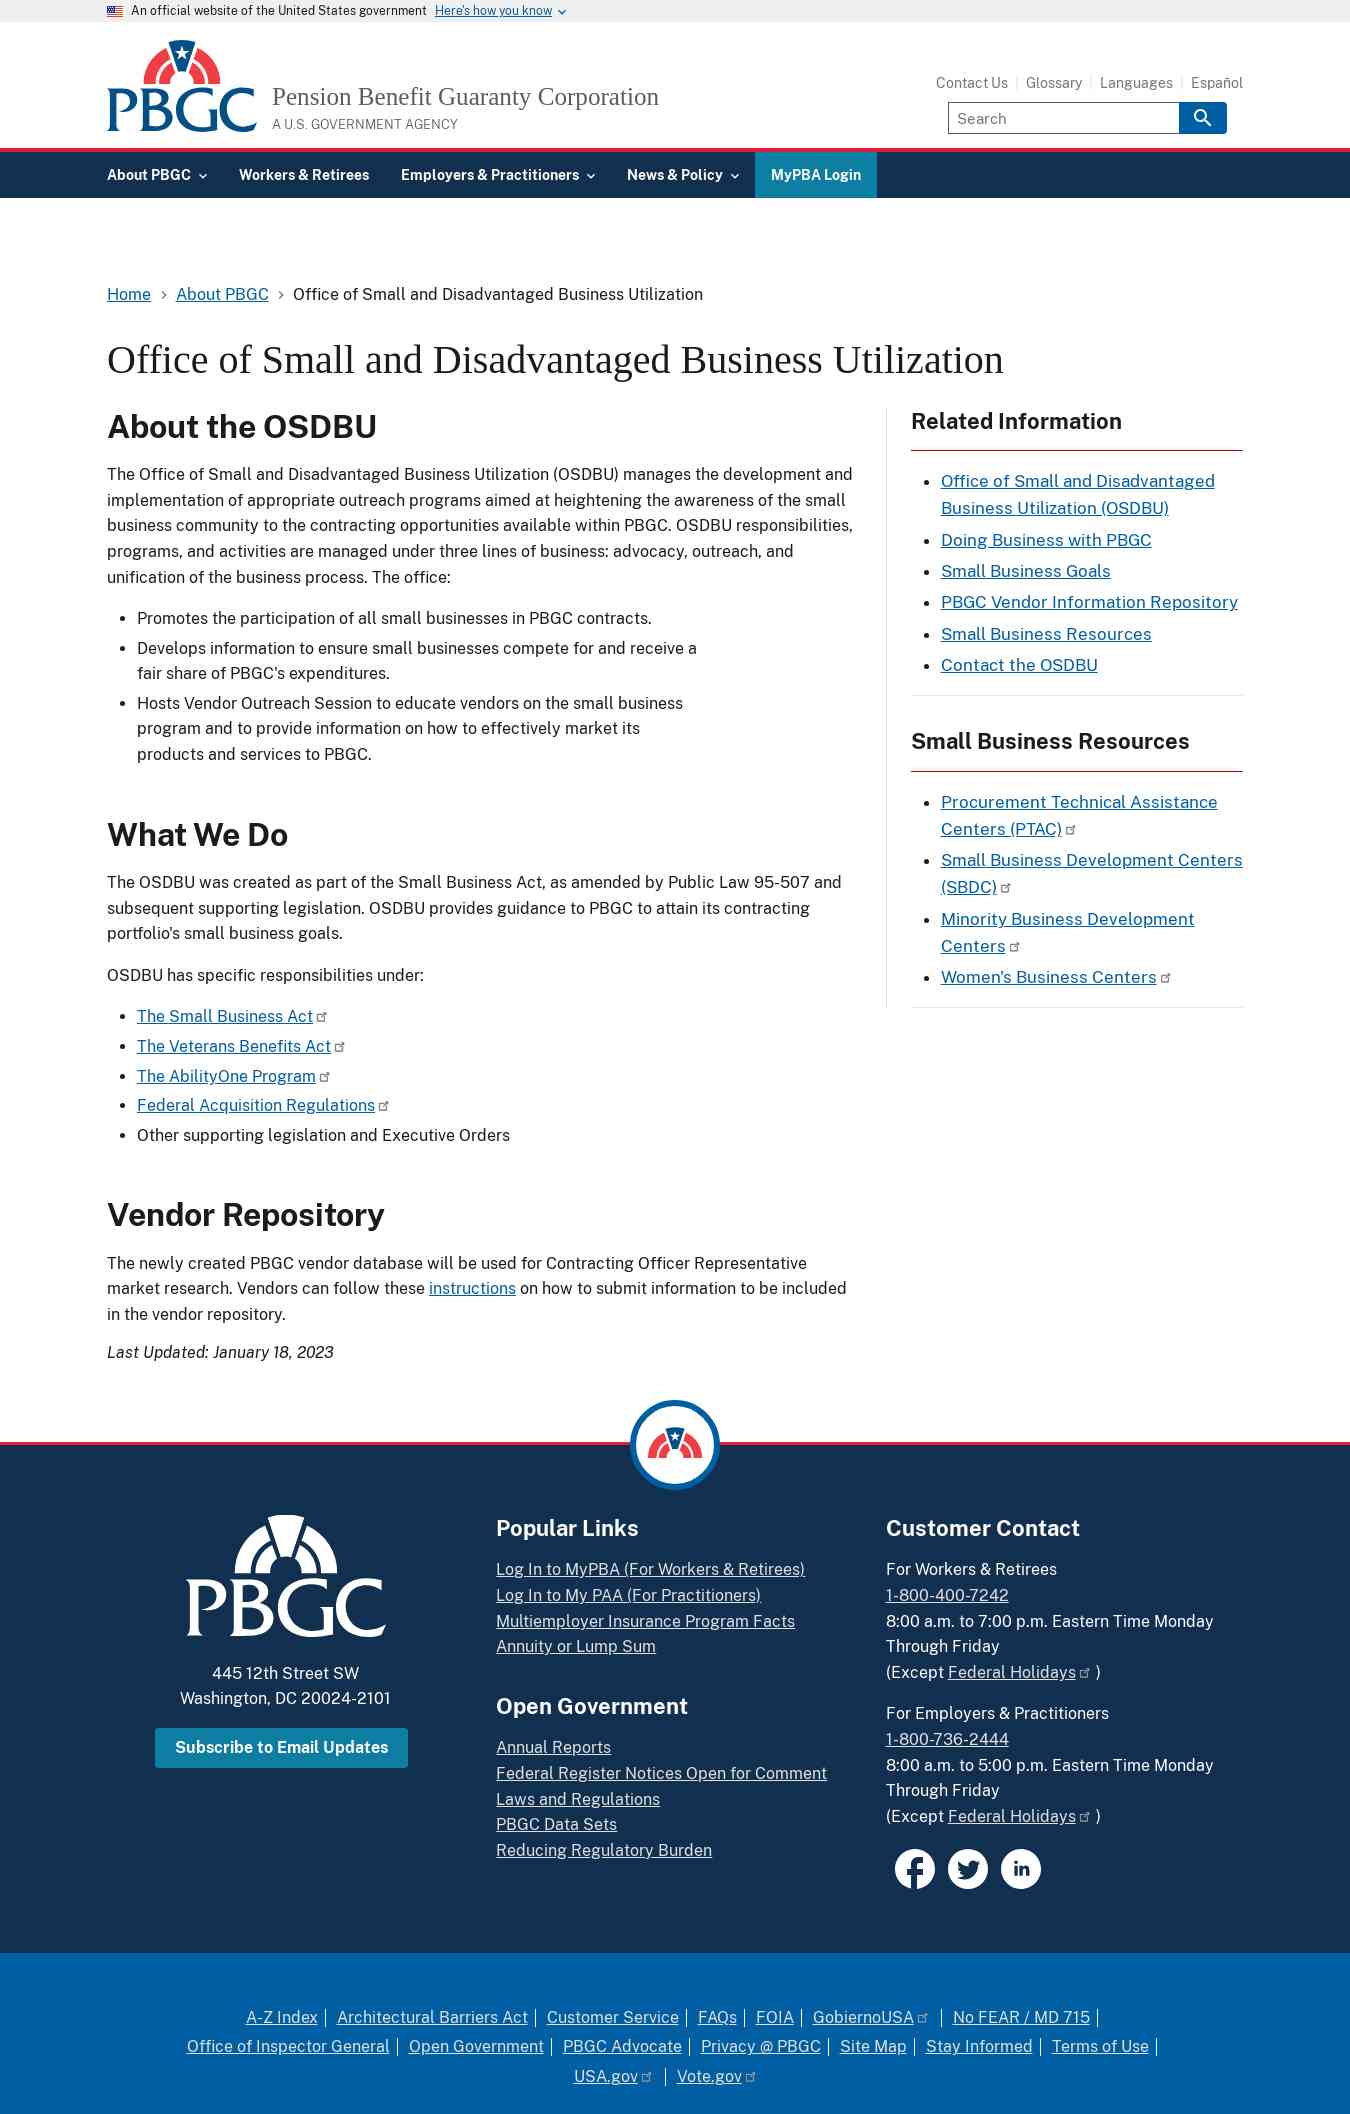 An official website of the United States government Here's how you know
PBGC
Pension Benefit Guaranty Corporation
A U.S. GOVERNMENT AGENCY
Contact Us Glossary Languages Español
Search
About PBGC Workers & Retirees Employers & Practitioners News & Policy MyPBA Login
Home About PBGC Office of Small and Disadvantaged Business Utilization
Office of Small and Disadvantaged Business Utilization
About the OSDBU
The Office of Small and Disadvantaged Business Utilization (OSDBU) manages the development and
implementation of appropriate outreach programs aimed at heightening the awareness of the small
business community to the contracting opportunities available within PBGC. OSDBU responsibilities,
programs, and activities are managed under three lines of business: advocacy, outreach, and
unification of the business process. The office:
Promotes the participation of all small businesses in PBGC contracts.
Develops information to ensure small businesses compete for and receive a
fair share of PBGC's expenditures.
Hosts Vendor Outreach Session to educate vendors on the small business
program and to provide information on how to effectively market its
products and services to PBGC.
What We Do
The OSDBU was created as part of the Small Business Act, as amended by Public Law 95-507 and
subsequent supporting legislation. OSDBU provides guidance to PBGC to attain its contracting
portfolio's small business goals.
OSDBU has specific responsibilities under:
The Small Business Act
The Veterans Benefits Act
The AbilityOne Program
Federal Acquisition Regulations
Other supporting legislation and Executive Orders
Vendor Repository
The newly created PBGC vendor database will be used for Contracting Officer Representative
market research. Vendors can follow these instructions on how to submit information to be included
in the vendor repository.
Last Updated: January 18, 2023
Related Information
Office of Small and Disadvantaged
Business Utilization (OSDBU)
Doing Business with PBGC
Small Business Goals
PBGC Vendor Information Repository
Small Business Resources
Contact the OSDBU
Small Business Resources
Procurement Technical Assistance
Centers (PTAC)
Small Business Development Centers
(SBDC)
Minority Business Development
Centers
Women's Business Centers
PBGC
445 12th Street SW
Washington, DC 20024-2101
Subscribe to Email Updates
Popular Links
Log In to MyPBA (For Workers & Retirees)
Log In to My PAA (For Practitioners)
Multiemployer Insurance Program Facts
Annuity or Lump Sum
Open Government
Annual Reports
Federal Register Notices Open for Comment
Laws and Regulations
PBGC Data Sets
Reducing Regulatory Burden
Customer Contact
For Workers & Retirees
1-800-400-7242
8:00 a.m. to 7:00 p.m. Eastern Time Monday
Through Friday
(Except Federal Holidays )
For Employers & Practitioners
1-800-736-2444
8:00 a.m. to 5:00 p.m. Eastern Time Monday
Through Friday
(Except Federal Holidays )
in
A-Z Index Architectural Barriers Act Customer Service FAQs FOIA GobiernoUSA No FEAR / MD 715
Office of Inspector General Open Government PBGC Advocate Privacy @ PBGC Site Map Stay Informed Terms of Use
USA.gov Vote.gov